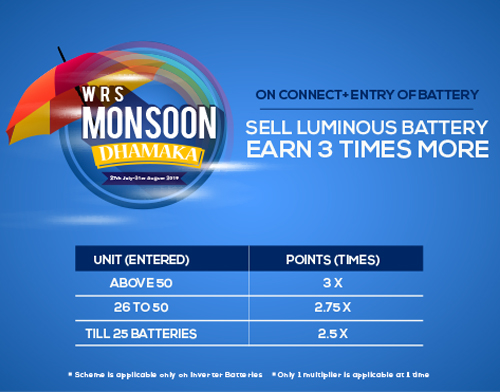 WRS
MONSOON
DHAMAKA
27th July-31st August 2019
ON CONNECT+ ENTRY OF BATTERY
SELL LUMINOUS BATTERY
EARN 3 TIMES MORE
UNIT (ENTERED) POINTS (TIMES)
ABOVE 50 3 X
26 TO 50 2.75 X
TILL 25 BATTERIES 2.5 X
* Scheme is applicable only on Inverter Batteries * Only 1 multiplier is applicable at 1 time